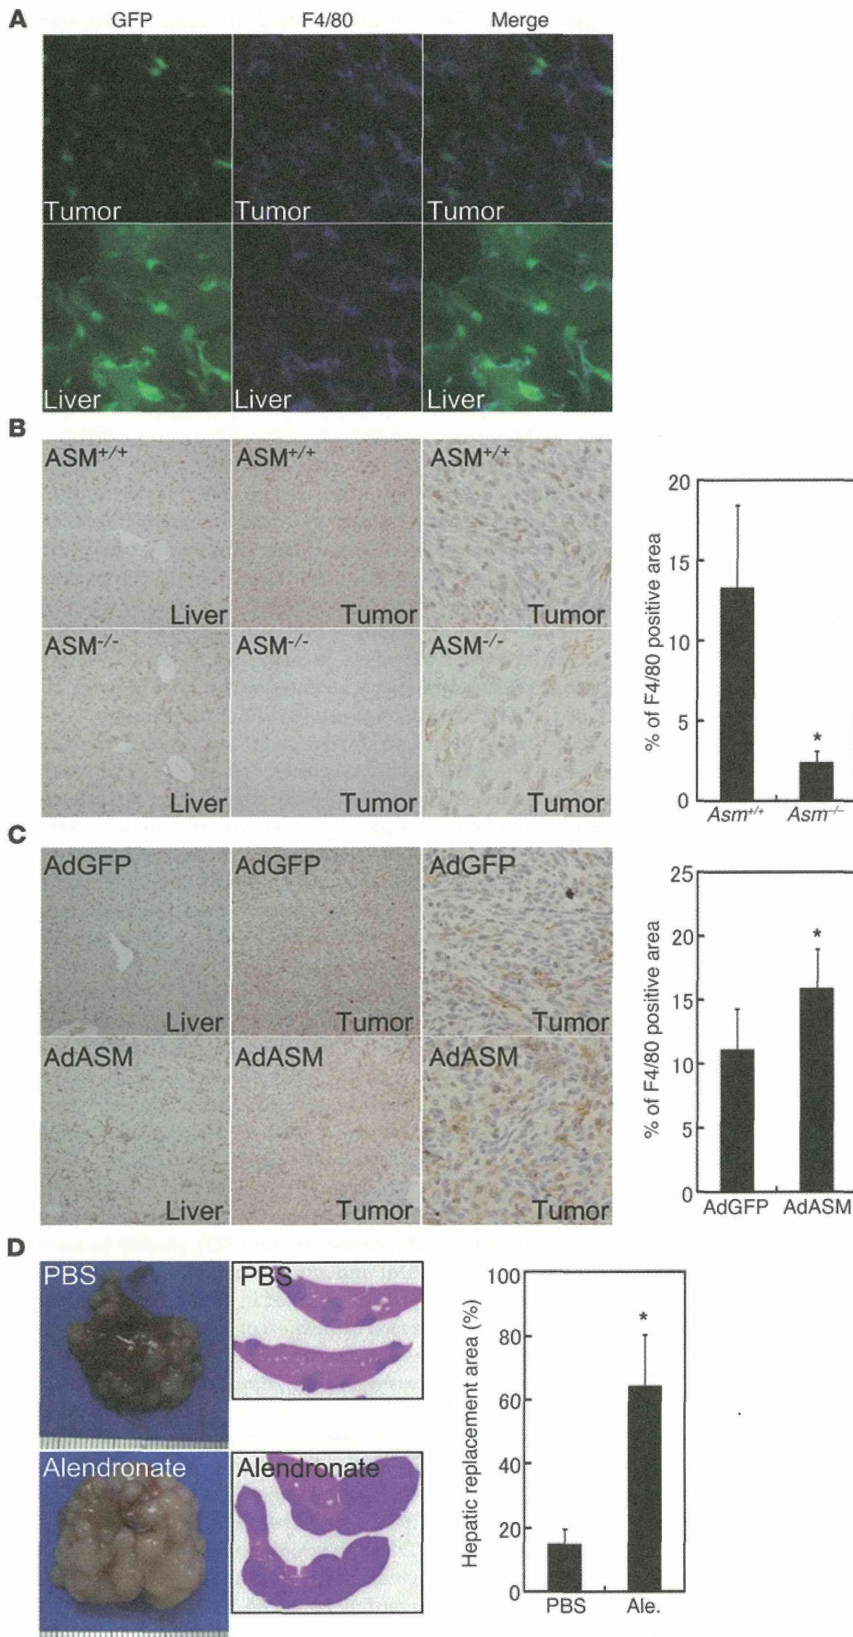 A
GFP F4/80 Merge
Tumor Tumor Tumor
Liver Liver Liver
B
ASM+/+ ASM+/+ ASM+/+
Liver Tumor Tumor
ASM-/- ASM-/- ASM-/-
Liver Tumor Tumor
% of F4/80 positive area
20
15
10
5
0
*
Asm+/+ Asm–/–
C
AdGFP AdGFP AdGFP
Liver Tumor Tumor
AdASM AdASM AdASM
Liver Tumor Tumor
% of F4/80 positive area
25
20
15
10
5
0
*
AdGFP AdASM
D
PBS PBS
Alendronate Alendronate
Hepatic replacement area (%)
100
80
60
40
20
0
*
PBS Ale.